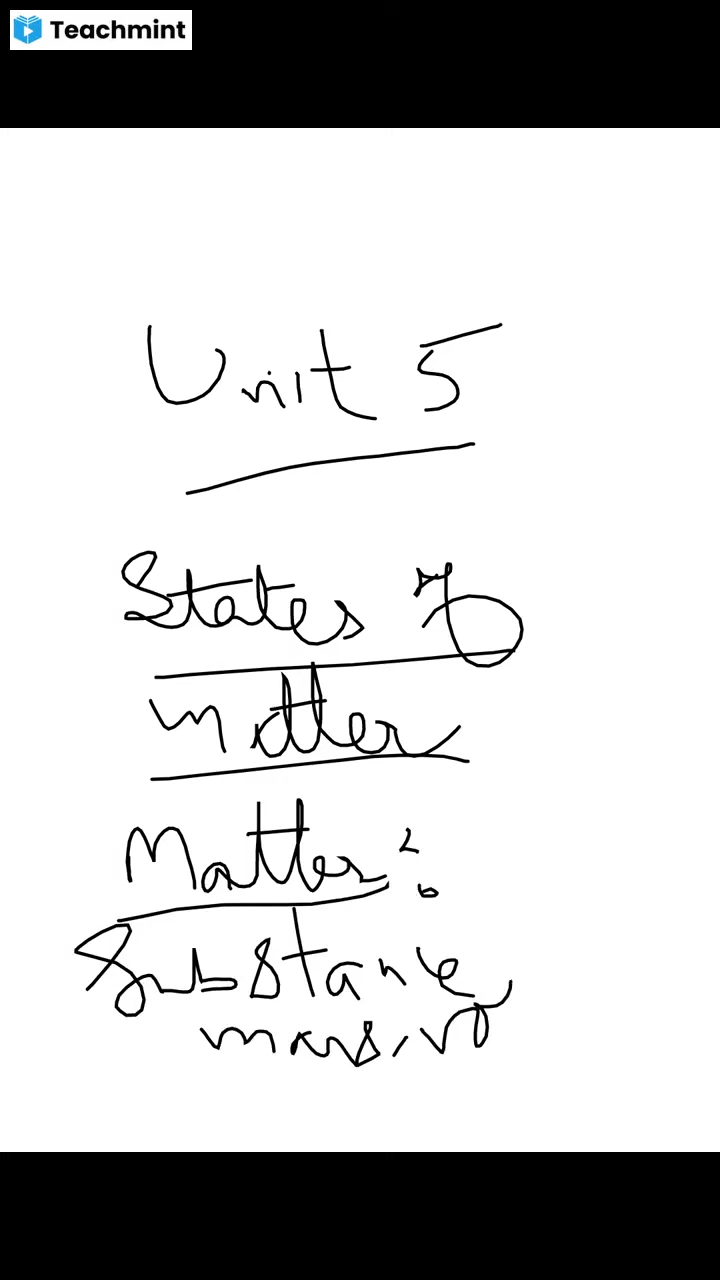 Teachmint
Unit 5
States of
Matter
Matter :
Substance
mass, vo